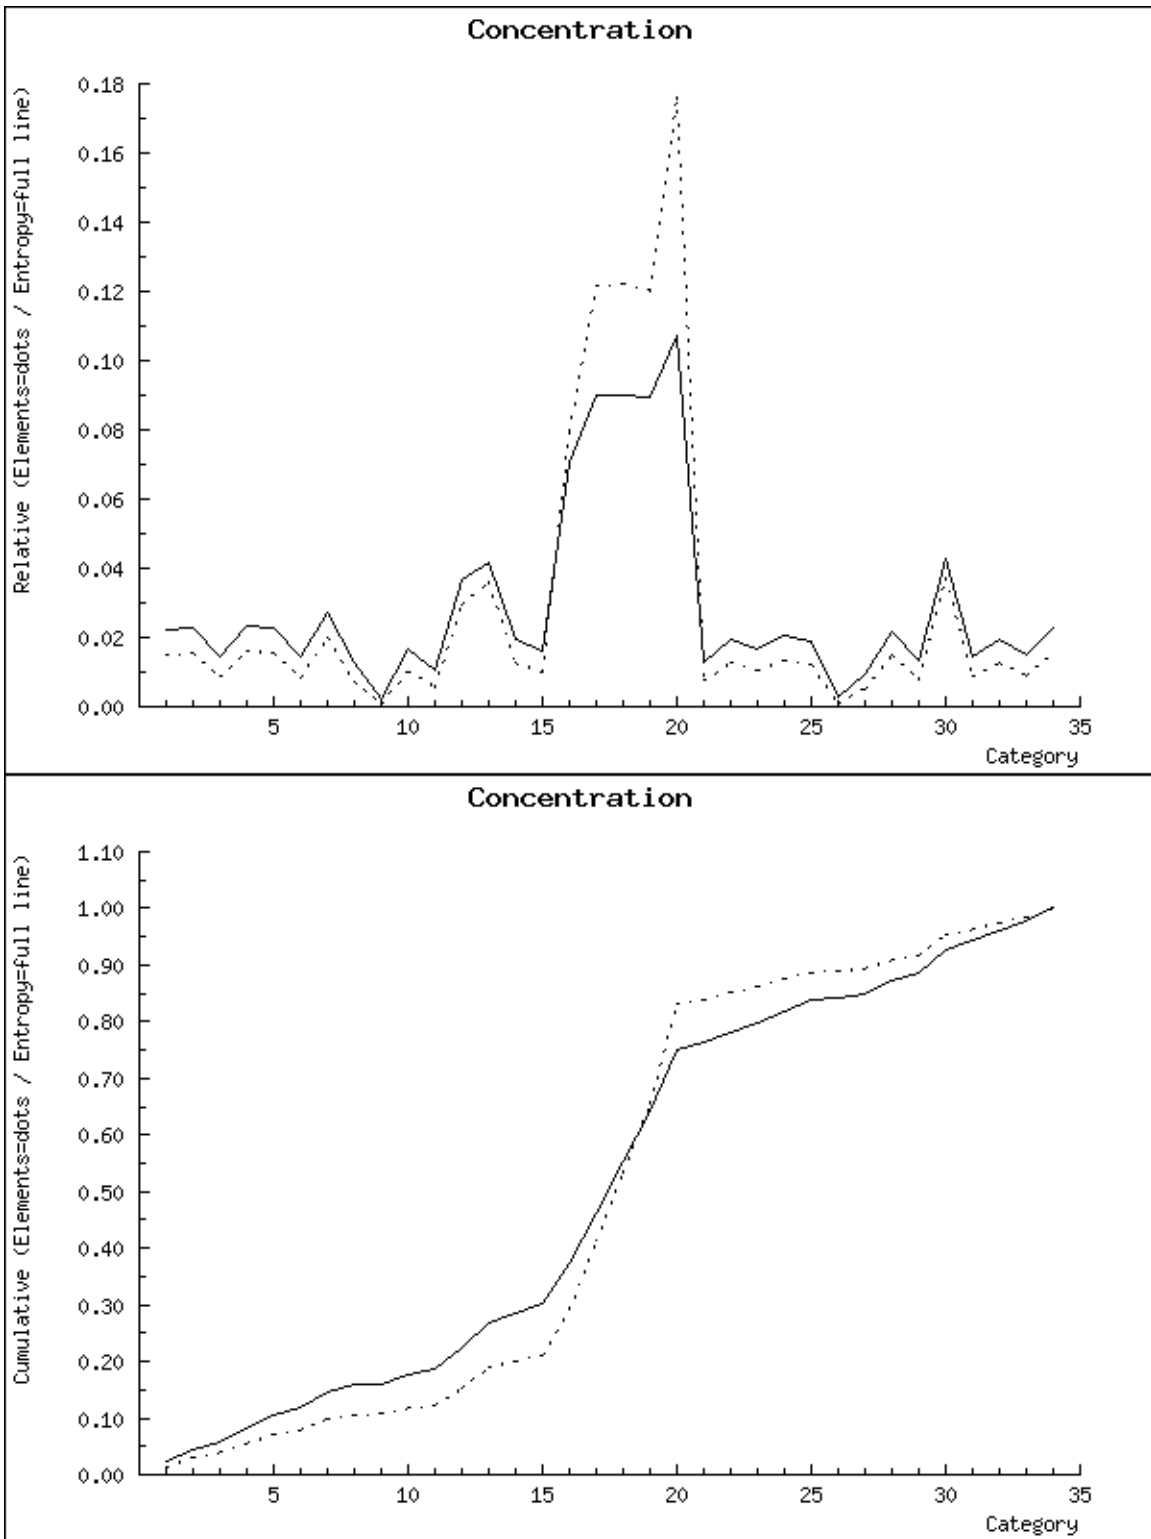 Concentration
Relative (Elements=dots / Entropy=full line)
0.18
0.16
0.14
0.12
0.10
0.08
0.06
0.04
0.02
0.00
5 10 15 20 25 30 35
Category
Concentration
Cumulative (Elements=dots / Entropy=full line)
1.10
1.00
0.90
0.80
0.70
0.60
0.50
0.40
0.30
0.20
0.10
0.00
5 10 15 20 25 30 35
Category